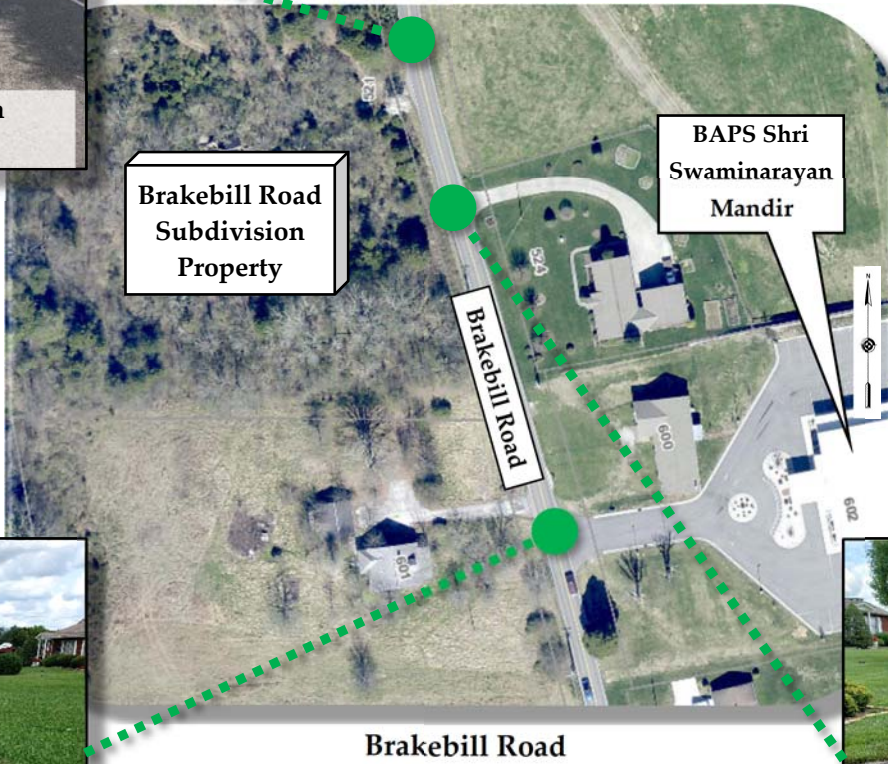 n
521
BAPS Shri
Swaminarayan
Mandir
Brakebill Road
Subdivision
Property
524
N
Brakebill Road
600
602
601
Brakebill Road